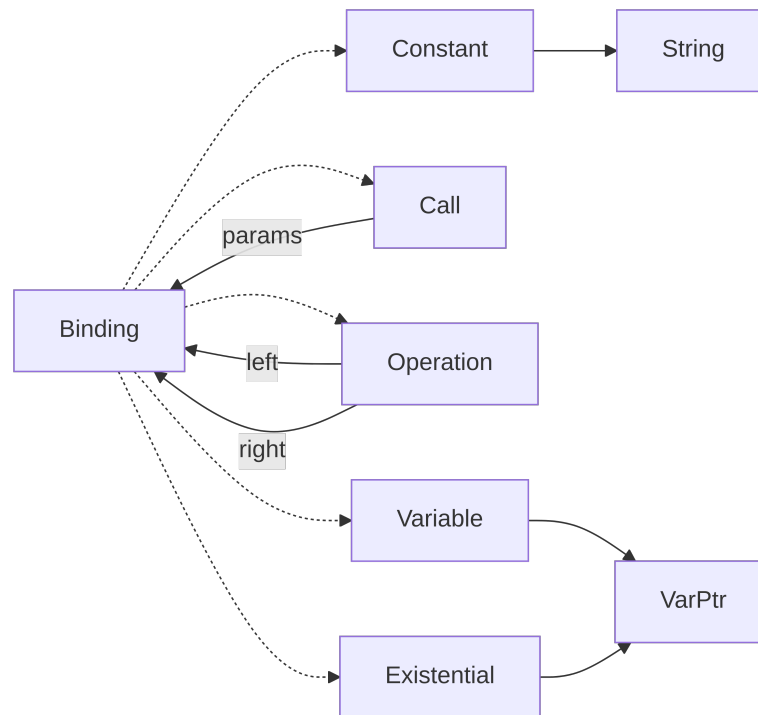 Constant
String
Call
params
Binding
left
Operation
right
Variable
VarPtr
Existential